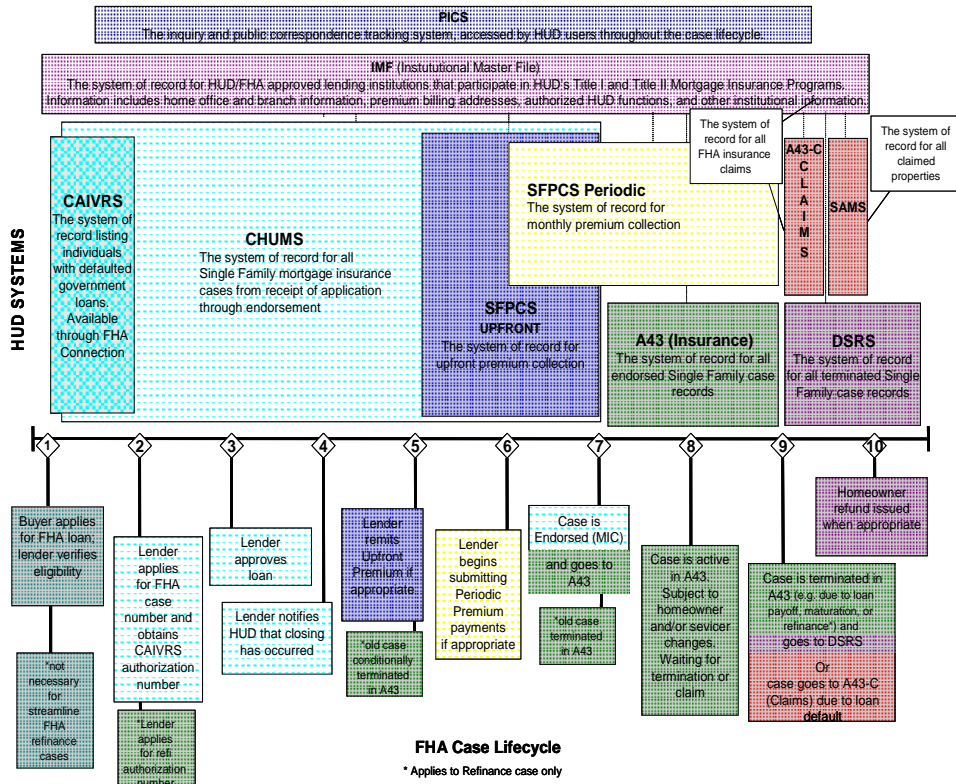 PICS
The inquiry and public correspondence tracking system, accessed by HUD users throughout the case lifecycle.
IMF (Instutional Master File)
The system of record for HUD/FHA approved lending institutions that participate in HUD's Title I and Title II Mortgage Insurance Programs.
Information includes home office and branch information, premium billing addresses, authorized HUD functions, and other institutional information.
HUD SYSTEMS
CAIVRS
The system of
record listing
individuals
with defaulted
government
loans.
Available
through FHA
Connection
CHUMS
The system of record for all
Single Family mortgage insurance
cases from receipt of application
through endorsement
SFPCS
UPFRONT
The system of record for
upfront premium collection
SFPCS Periodic
The system of record for
monthly premium collection
The system of
record for all
FHA insurance
claims
A43-C
C
L
A
I
M
S
SAMS
The system of
record for all
claimed
properties
A43 (Insurance)
The system of record for all
endorsed Single Family case
records
DSRS
The system of record
for all terminated Single
Family case records
1
2
3
4
5
6
7
8
9
10
Buyer applies
for FHA loan;
lender verifies
eligibility
*not
necessary
for
streamline
FHA
refinance
cases
Lender
applies
for FHA
case
number and
obtains
CAIVRS
authorization
number
*Lender
applies
for refi
authorization
number
Lender
approves
loan
Lender notifies
HUD that closing
has occurred
Lender
remits
Upfront
Premium if
appropriate
*old case
conditionally
terminated
in A43
Lender
begins
submitting
Periodic
Premium
payments
if appropriate
Case is
Endorsed (MIC)
and goes to
A43
*old case
terminated
in A43
Case is active
in A43.
Subject to
homeowner
and/or servicer
changes.
Waiting for
termination or
claim
Case is terminated in
A43 (e.g. due to loan
payoff, maturation, or
refinance*) and
goes to DSRS
Or
case goes to A43-C
(Claims) due to loan
default
Homeowner
refund issued
when appropriate
FHA Case Lifecycle
* Applies to Refinance case only